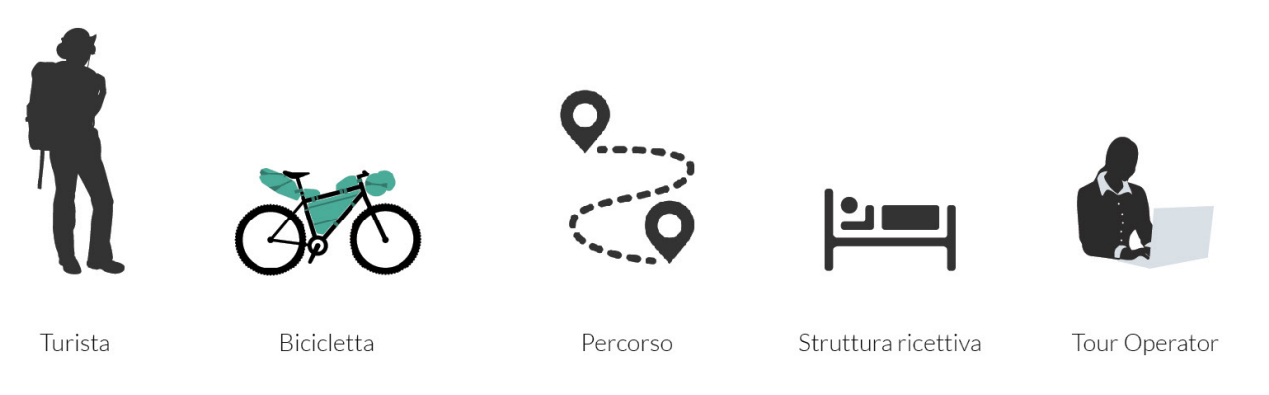 Turista
Bicicletta
Percorso
Struttura ricettiva
Tour Operator